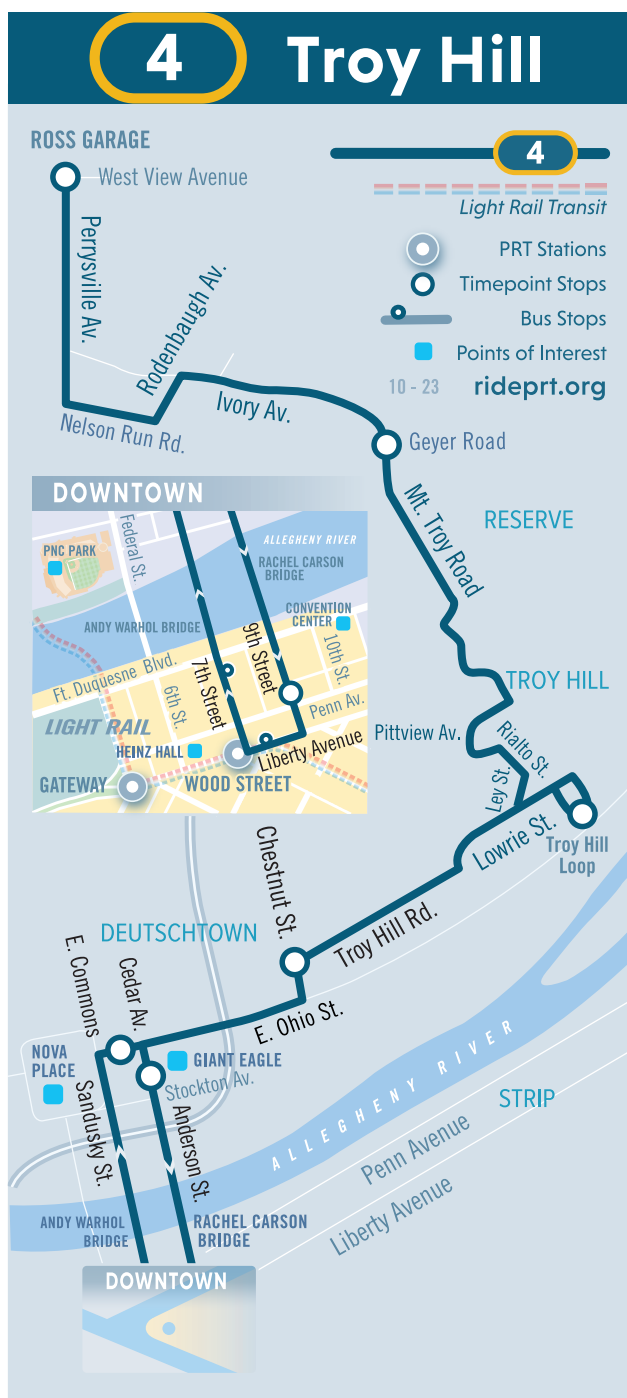 4 Troy Hill
ROSS GARAGE
West View Avenue
4
Light Rail Transit
PRT Stations
Timepoint Stops
Bus Stops
Points of Interest
10 - 23 rideprt.org
Perrysville Av.
Rodenbaugh Av.
Nelson Run Rd.
Ivory Av.
Geyer Road
Mt. Troy Road
RESERVE
DOWNTOWN
PNC PARK
Federal St.
ALLEGHENY RIVER
RACHEL CARSON
BRIDGE
ANDY WARHOL BRIDGE
CONVENTION
CENTER
Ft. Duquesne Blvd.
6th St.
7th Street
9th Street
10th St.
Penn Av.
LIGHT RAIL
HEINZ HALL
Liberty Avenue
GATEWAY
WOOD STREET
TROY HILL
Pittview Av.
Rialto St.
Ley St.
Lowrie St.
Troy Hill
Loop
Chestnut St.
Troy Hill Rd.
DEUTSCHTOWN
E. Commons
Cedar Av.
E. Ohio St.
NOVA
PLACE
GIANT EAGLE
Stockton Av.
Sandusky St.
Anderson St.
ALLEGHENY RIVER
STRIP
Penn Avenue
Liberty Avenue
ANDY WARHOL
BRIDGE
RACHEL CARSON
BRIDGE
DOWNTOWN